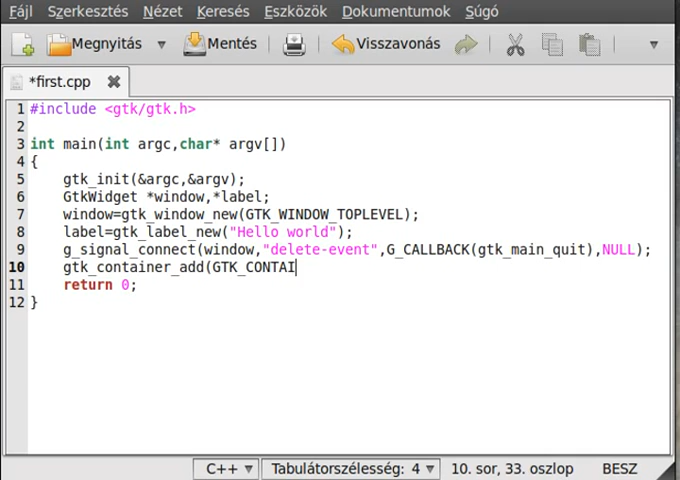 Fájl Szerkesztés Nézet Keresés Eszközök Dokumentumok Súgó
Megnyitás Mentés Visszavonás
*first.cpp
1 #include <gtk/gtk.h>
2
3 int main(int argc,char* argv[])
4 {
5     gtk_init(&argc,&argv);
6     GtkWidget *window,*label;
7     window=gtk_window_new(GTK_WINDOW_TOPLEVEL);
8     label=gtk_label_new("Hello world");
9     g_signal_connect(window,"delete-event",G_CALLBACK(gtk_main_quit),NULL);
10     gtk_container_add(GTK_CONTAI
11     return 0;
12 }
C++ Tabulátorszélesség: 4 10. sor, 33. oszlop BESZ